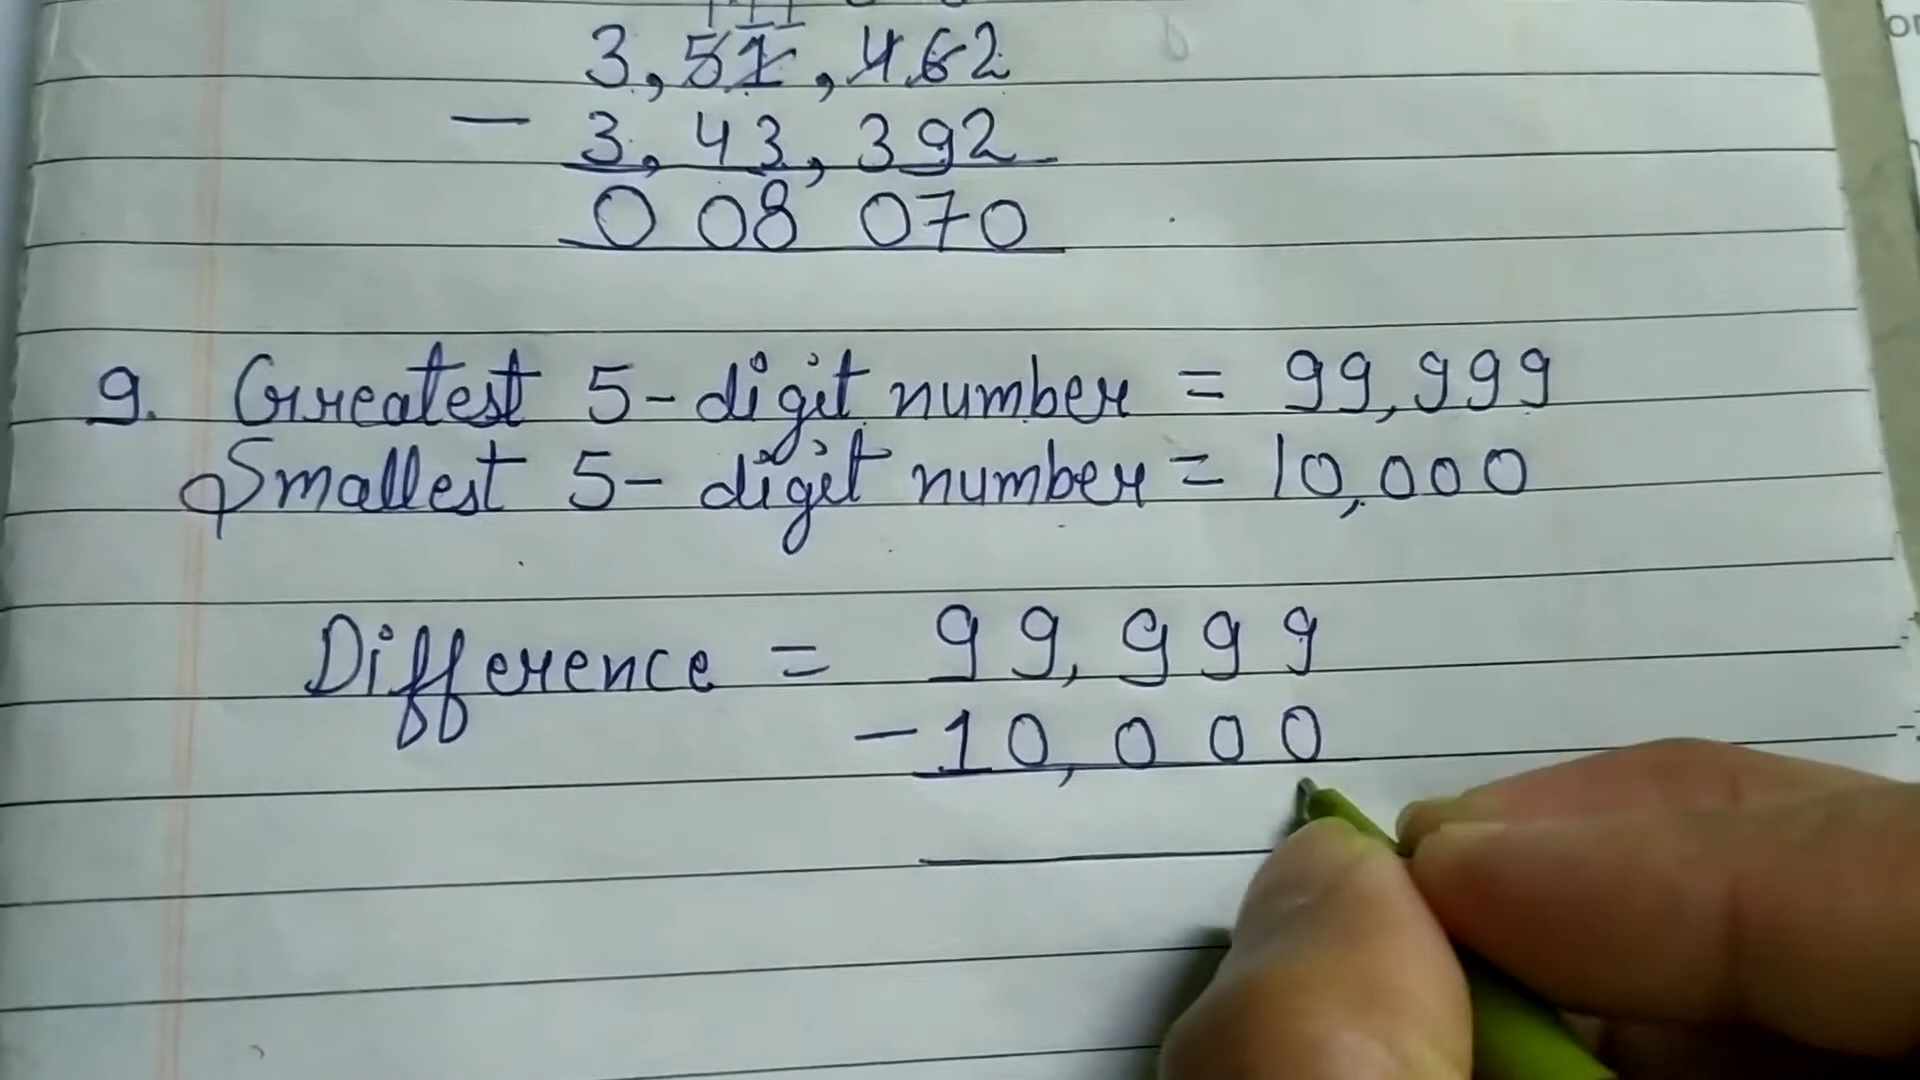 3,51,462
- 3,43,392
0 08 070
9. Greatest 5-digit number = 99,999
Smallest 5-digit number = 10,000
Difference = 99,999
-10,000